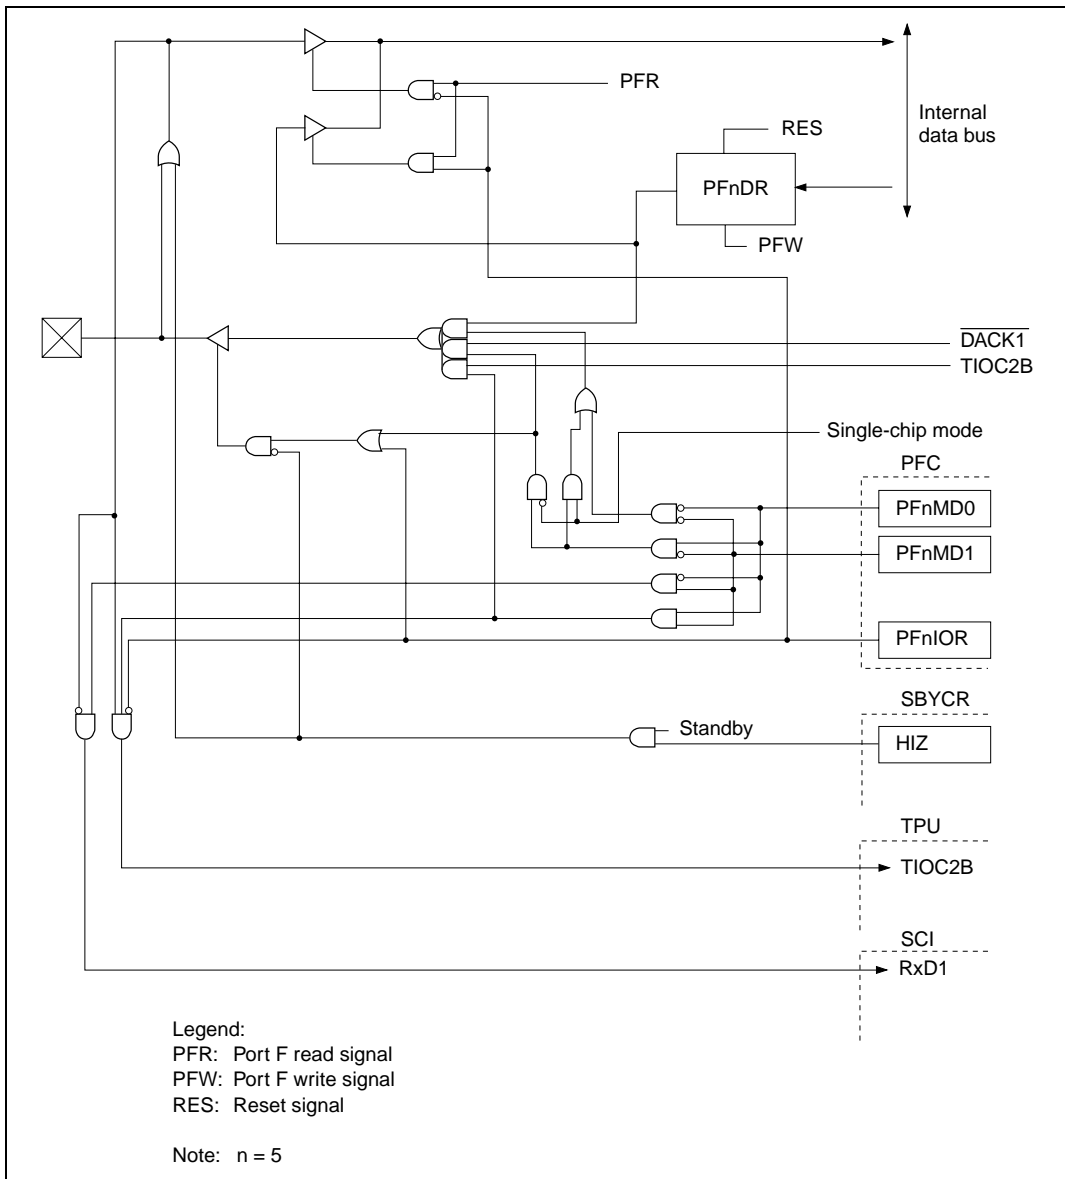 PFR
Internal
data bus
RES
PFnDR
PFW
DACK1
TIOC2B
Single-chip mode
PFC
PFnMD0
PFnMD1
PFnIOR
SBYCR
Standby
HIZ
TPU
TIOC2B
SCI
RxD1
Legend:
PFR: Port F read signal
PFW: Port F write signal
RES: Reset signal
Note: n = 5